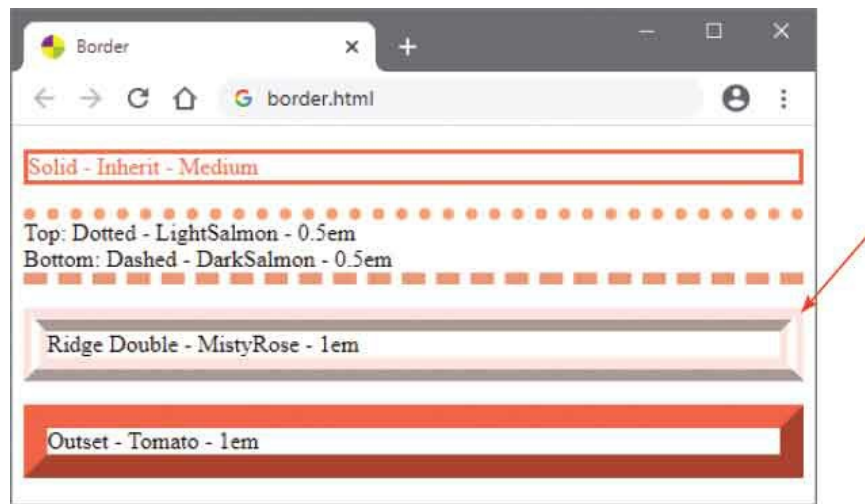 Border
border.html
Solid - Inherit - Medium
Top: Dotted - LightSalmon - 0.5em
Bottom: Dashed - DarkSalmon - 0.5em
Ridge Double - MistyRose - 1em
Outset - Tomato - 1em